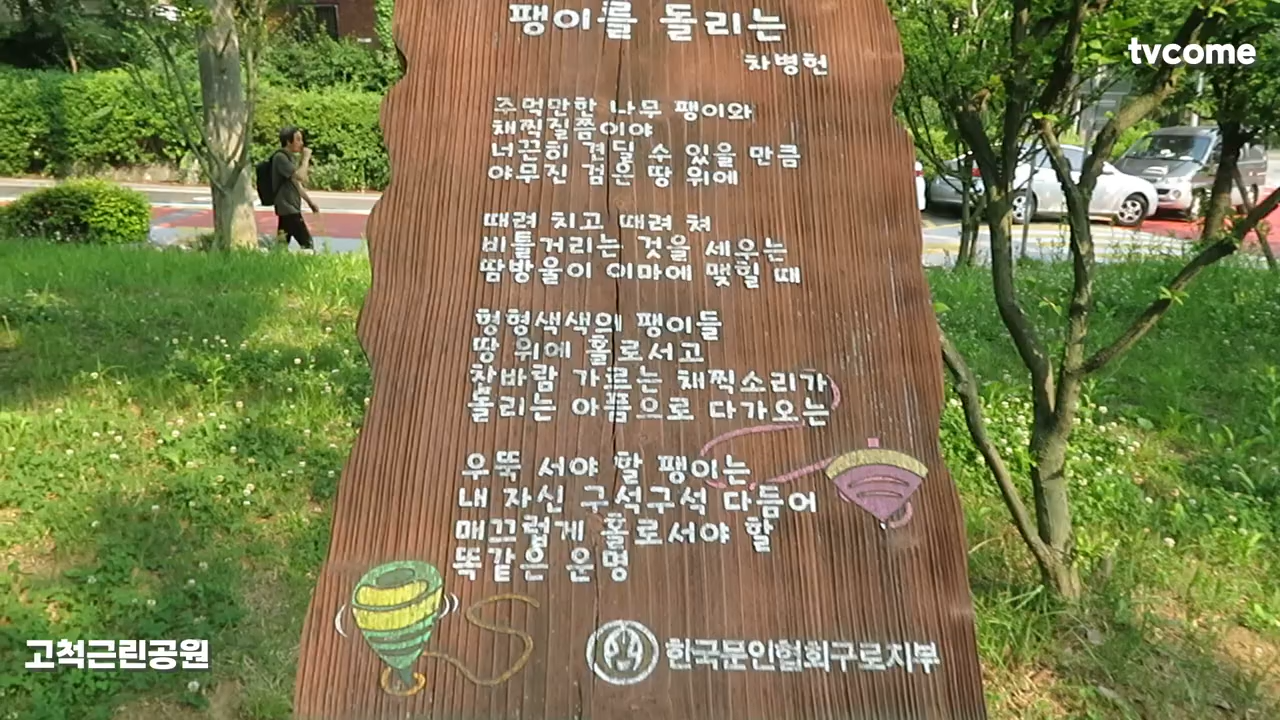 팽이를 돌리는
차병헌
tvcome
주먹만한 나무 팽이와
채찍질쯤이야
너끈히 견딜 수 있을 만큼
야무진 검은 땅 위에
때려 치고 때려 쳐
비틀거리는 것을 세우는
땀방울이 이마에 맺힐 때
형형색색의 팽이들
땅 위에 홀로서고
찬바람 가르는 채찍소리가
돌리는 아픔으로 다가오는
우뚝 서야 할 팽이는
내 자신 구석구석 다듬어
매끄럽게 홀로서야 할
똑같은 운명
한국문인협회구로지부
고척근린공원